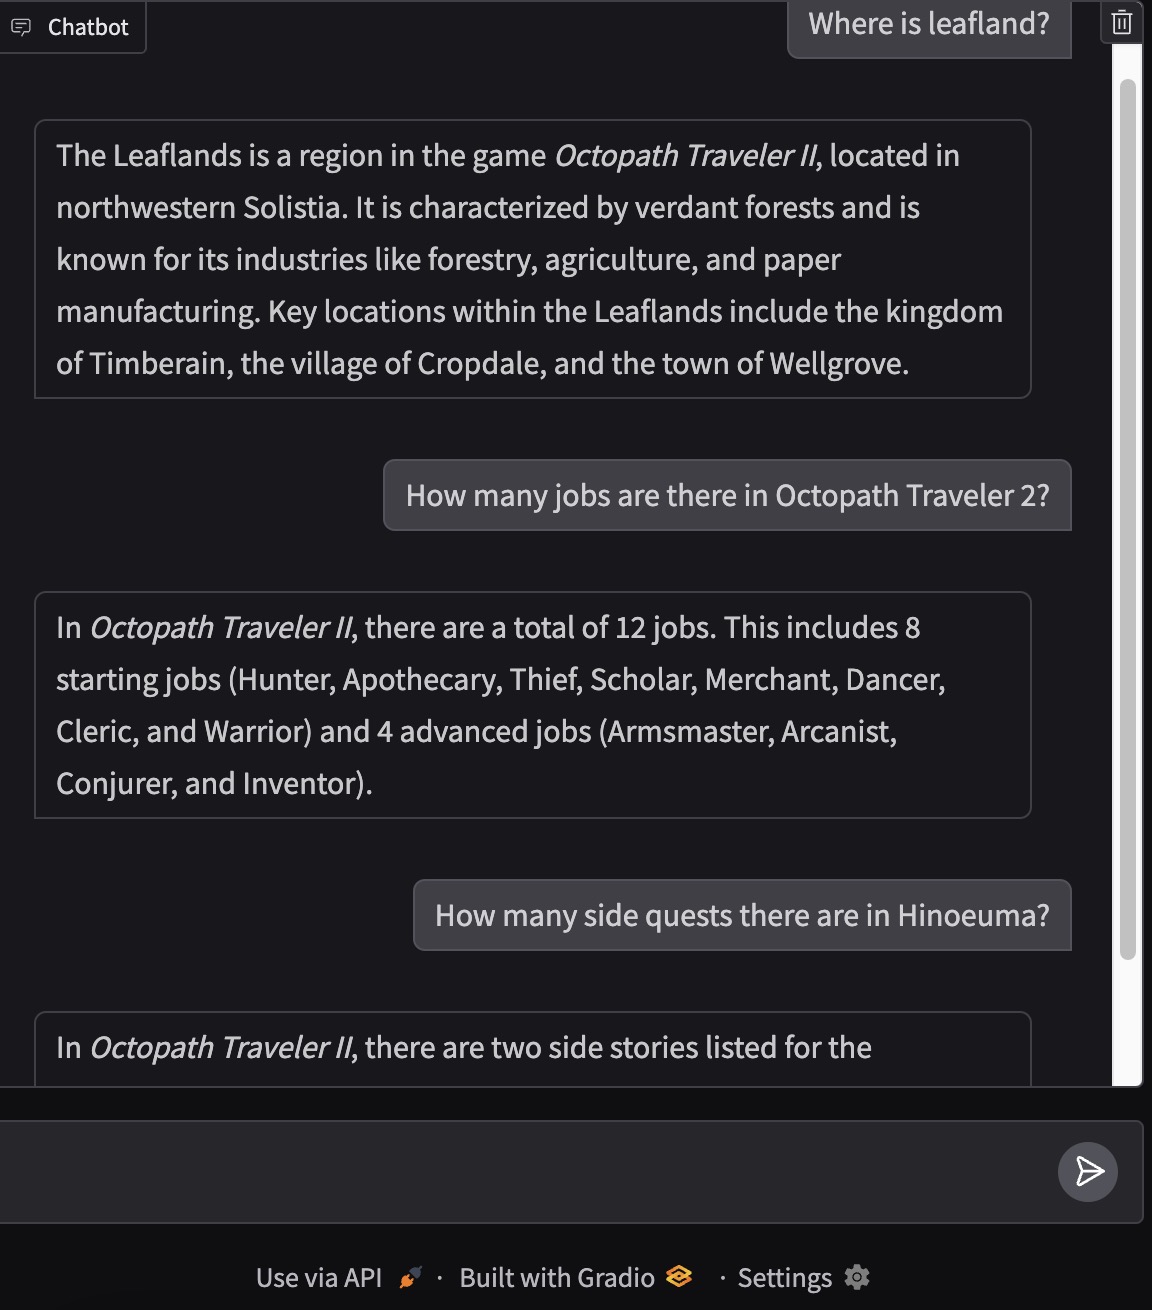 Chatbot
Where is leafland?
The Leaflands is a region in the game Octopath Traveler II, located in
northwestern Solistia. It is characterized by verdant forests and is
known for its industries like forestry, agriculture, and paper
manufacturing. Key locations within the Leaflands include the kingdom
of Timberain, the village of Cropdale, and the town of Wellgrove.
How many jobs are there in Octopath Traveler 2?
In Octopath Traveler II, there are a total of 12 jobs. This includes 8
starting jobs (Hunter, Apothecary, Thief, Scholar, Merchant, Dancer,
Cleric, and Warrior) and 4 advanced jobs (Armsmaster, Arcanist,
Conjurer, and Inventor).
How many side quests there are in Hinoeuma?
In Octopath Traveler II, there are two side stories listed for the
Use via API · Built with Gradio · Settings